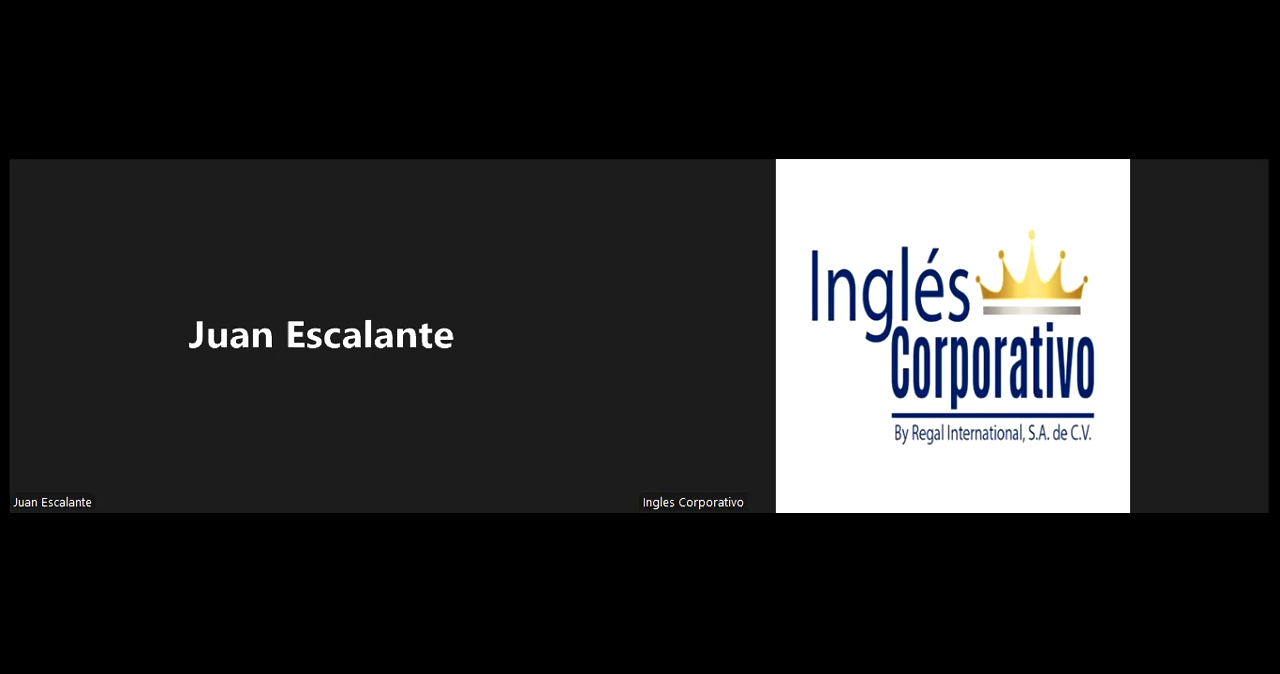 Juan Escalante
Inglés
Corporativo
By Regal International, S.A. de C.V.
Juan Escalante
Ingles Corporativo